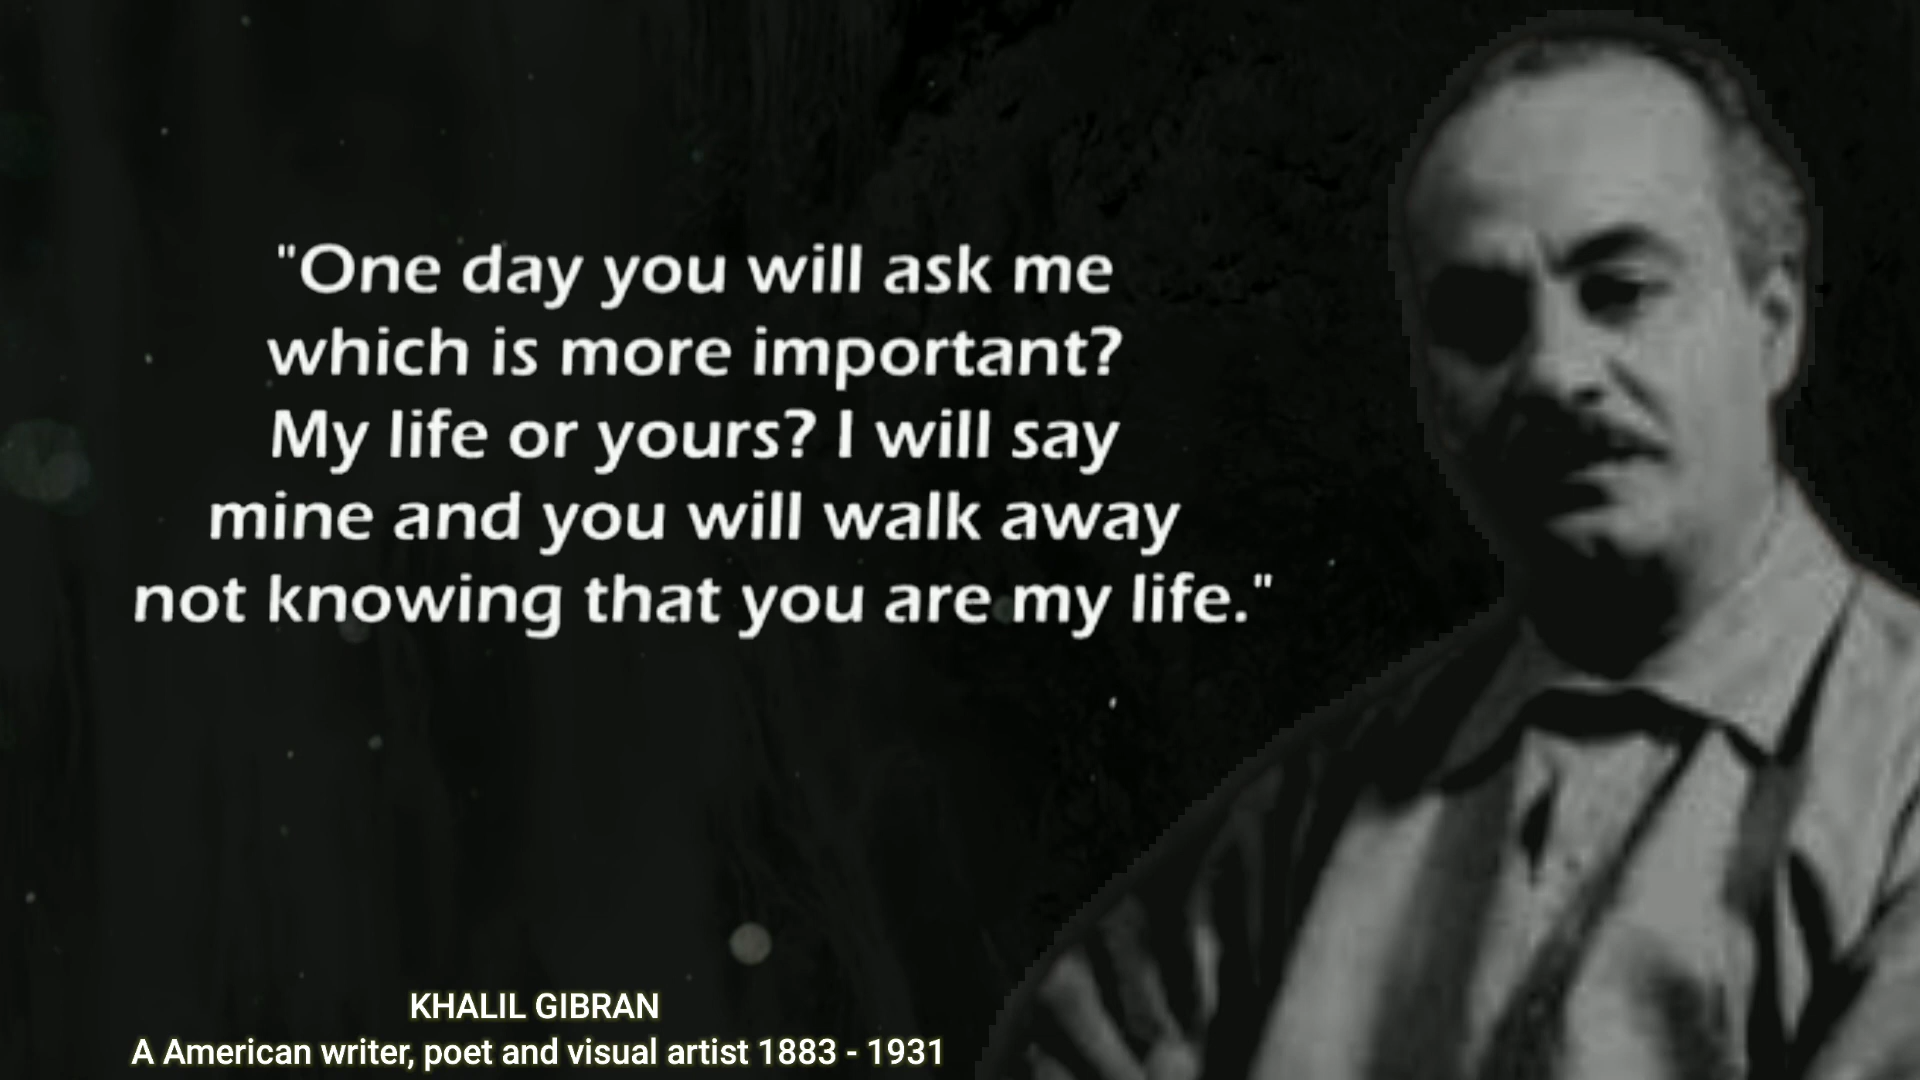 "One day you will ask me
which is more important?
My life or yours? I will say
mine and you will walk away
not knowing that you are my life."
KHALIL GIBRAN
A American writer, poet and visual artist 1883 - 1931